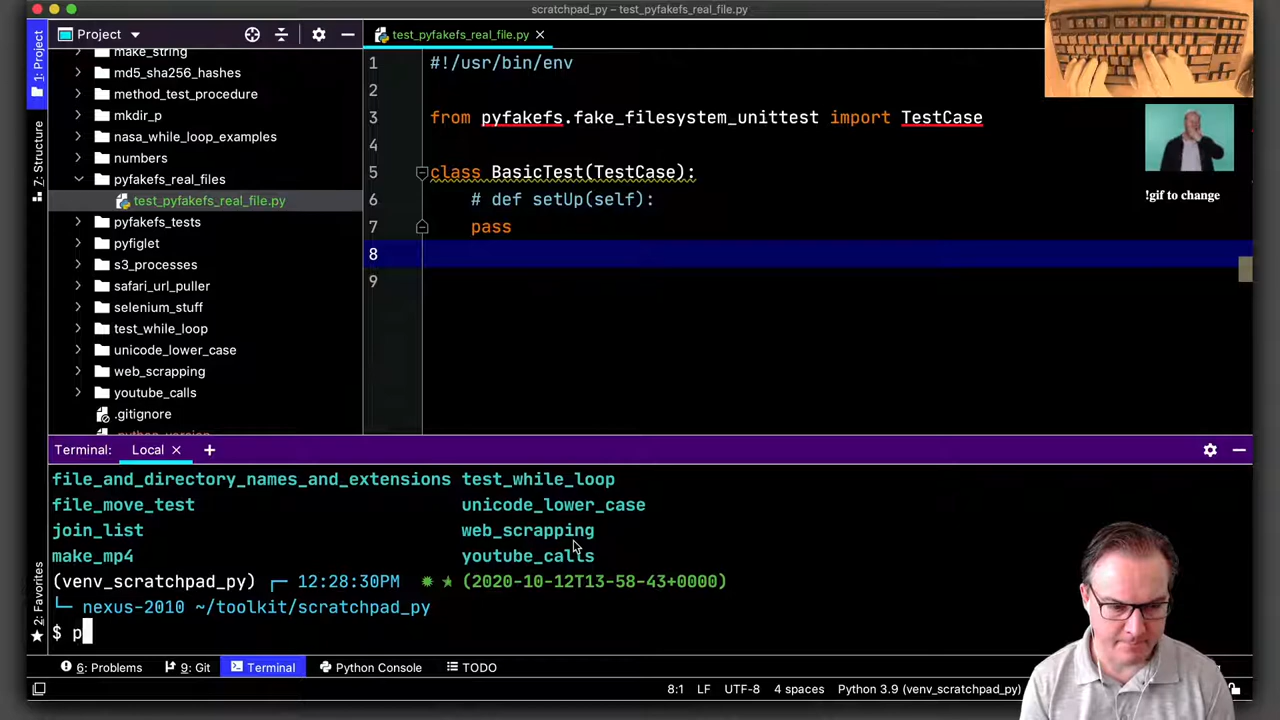 scratchpad_py – test_pyfakefs_real_file.py
1: Project
Project
test_pyfakefs_real_file.py
make_string
md5_sha256_hashes
method_test_procedure
mkdir_p
nasa_while_loop_examples
numbers
pyfakefs_real_files
test_pyfakefs_real_file.py
pyfakefs_tests
pyfiglet
s3_processes
safari_url_puller
selenium_stuff
test_while_loop
unicode_lower_case
web_scrapping
youtube_calls
.gitignore
.python_version
7: Structure
2: Favorites
1 #!/usr/bin/env
2
3 from pyfakefs.fake_filesystem_unittest import TestCase
4
5 class BasicTest(TestCase):
6 # def setUp(self):
7 pass
8
9
!gif to change
Terminal: Local +
file_and_directory_names_and_extensions test_while_loop
file_move_test unicode_lower_case
join_list web_scrapping
make_mp4 youtube_calls
(venv_scratchpad_py) 12:28:30PM (2020-10-12T13-58-43+0000)
nexus-2010 ~/toolkit/scratchpad_py
$ p
6: Problems 9: Git Terminal Python Console TODO
8:1 LF UTF-8 4 spaces Python 3.9 (venv_scratchpad_py)